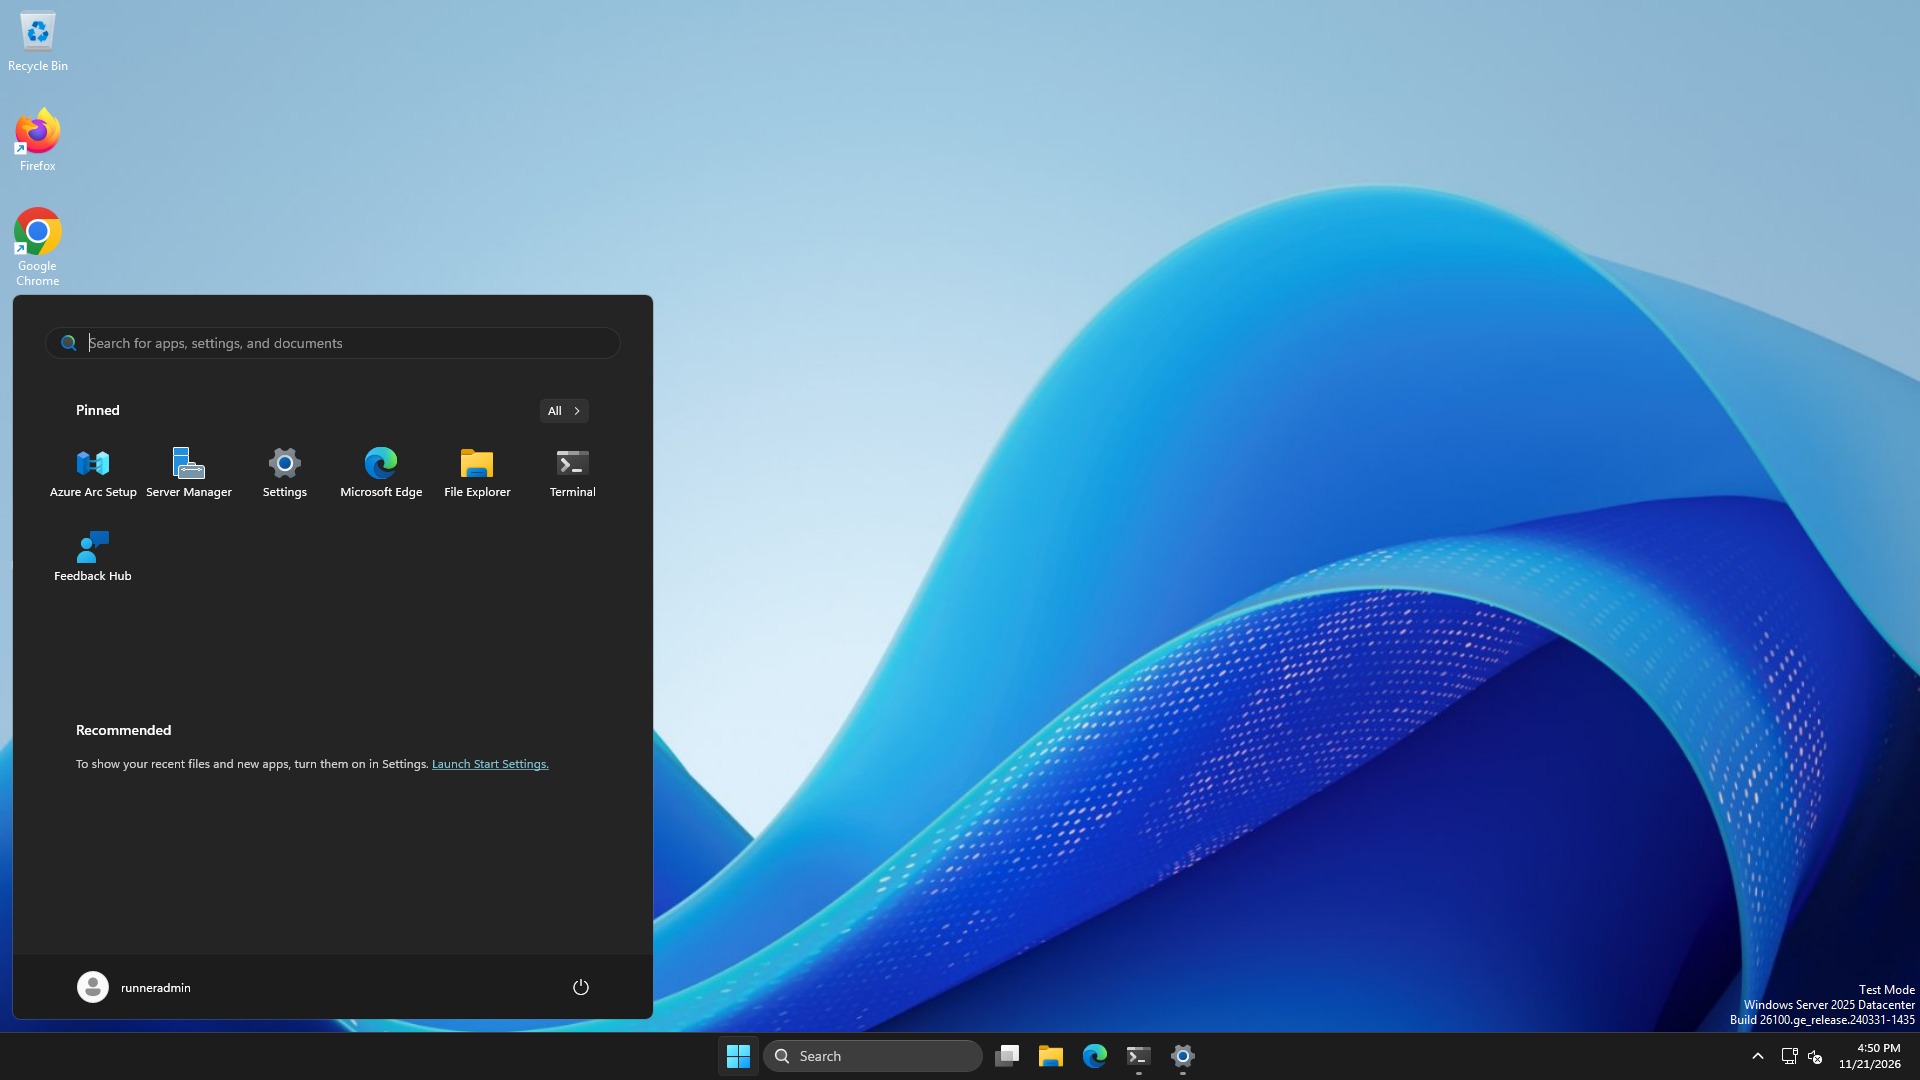 Recycle Bin
Firefox
Google
Chrome
Search for apps, settings, and documents
Pinned
All
Azure Arc Setup
Server Manager
Settings
Microsoft Edge
File Explorer
Terminal
Feedback Hub
Recommended
To show your recent files and new apps, turn them on in Settings. Launch Start Settings.
runneradmin
Test Mode
Windows Server 2025 Datacenter
Build 26100.ge_release.240331-1435
Search
4:50 PM
11/21/2026